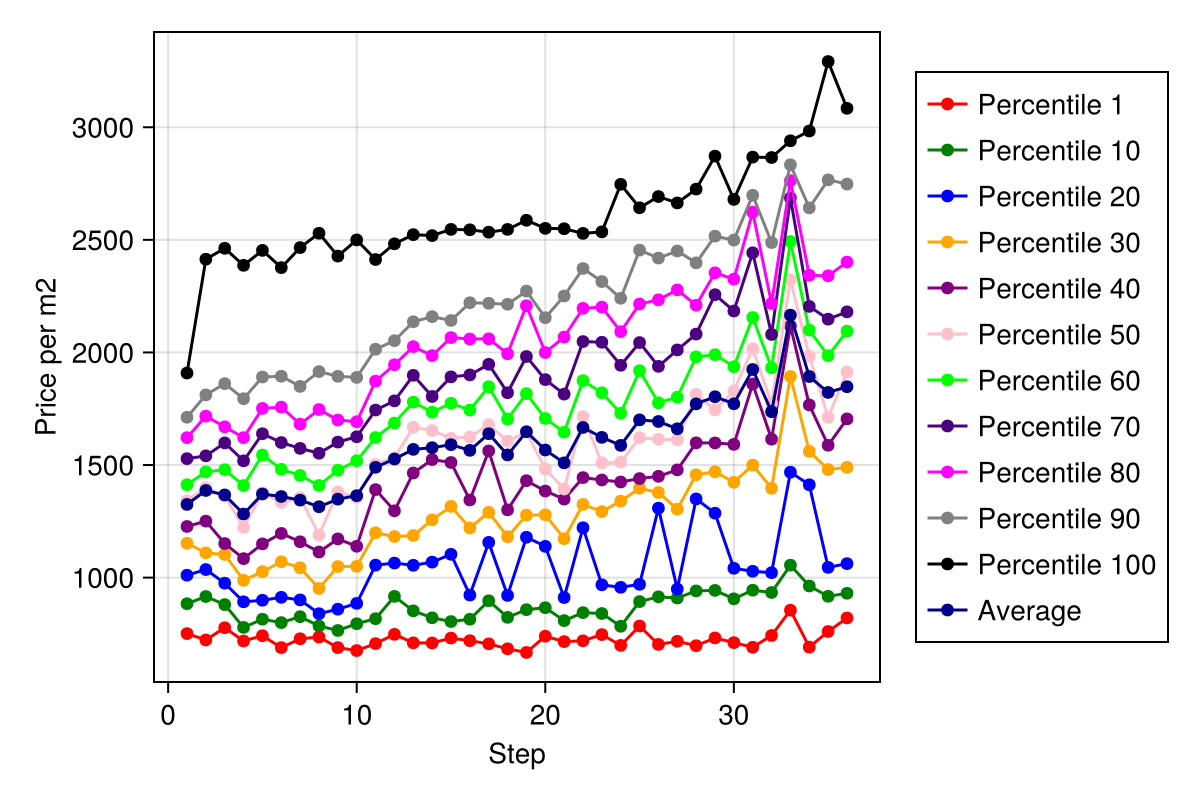 3000
2500
2000
1500
1000
Price per m2
0 10 20 30
Step
Percentile 1
Percentile 10
Percentile 20
Percentile 30
Percentile 40
Percentile 50
Percentile 60
Percentile 70
Percentile 80
Percentile 90
Percentile 100
Average